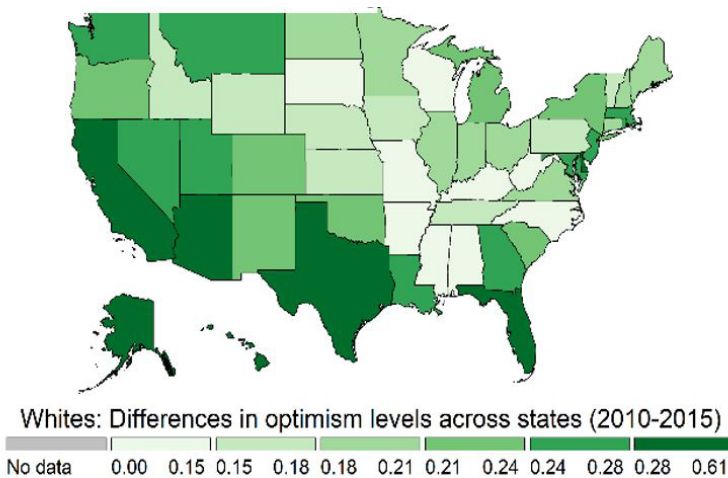 Whites: Differences in optimism levels across states (2010-2015)
No data 0.00 0.15 0.15 0.18 0.18 0.21 0.21 0.24 0.24 0.28 0.28 0.61